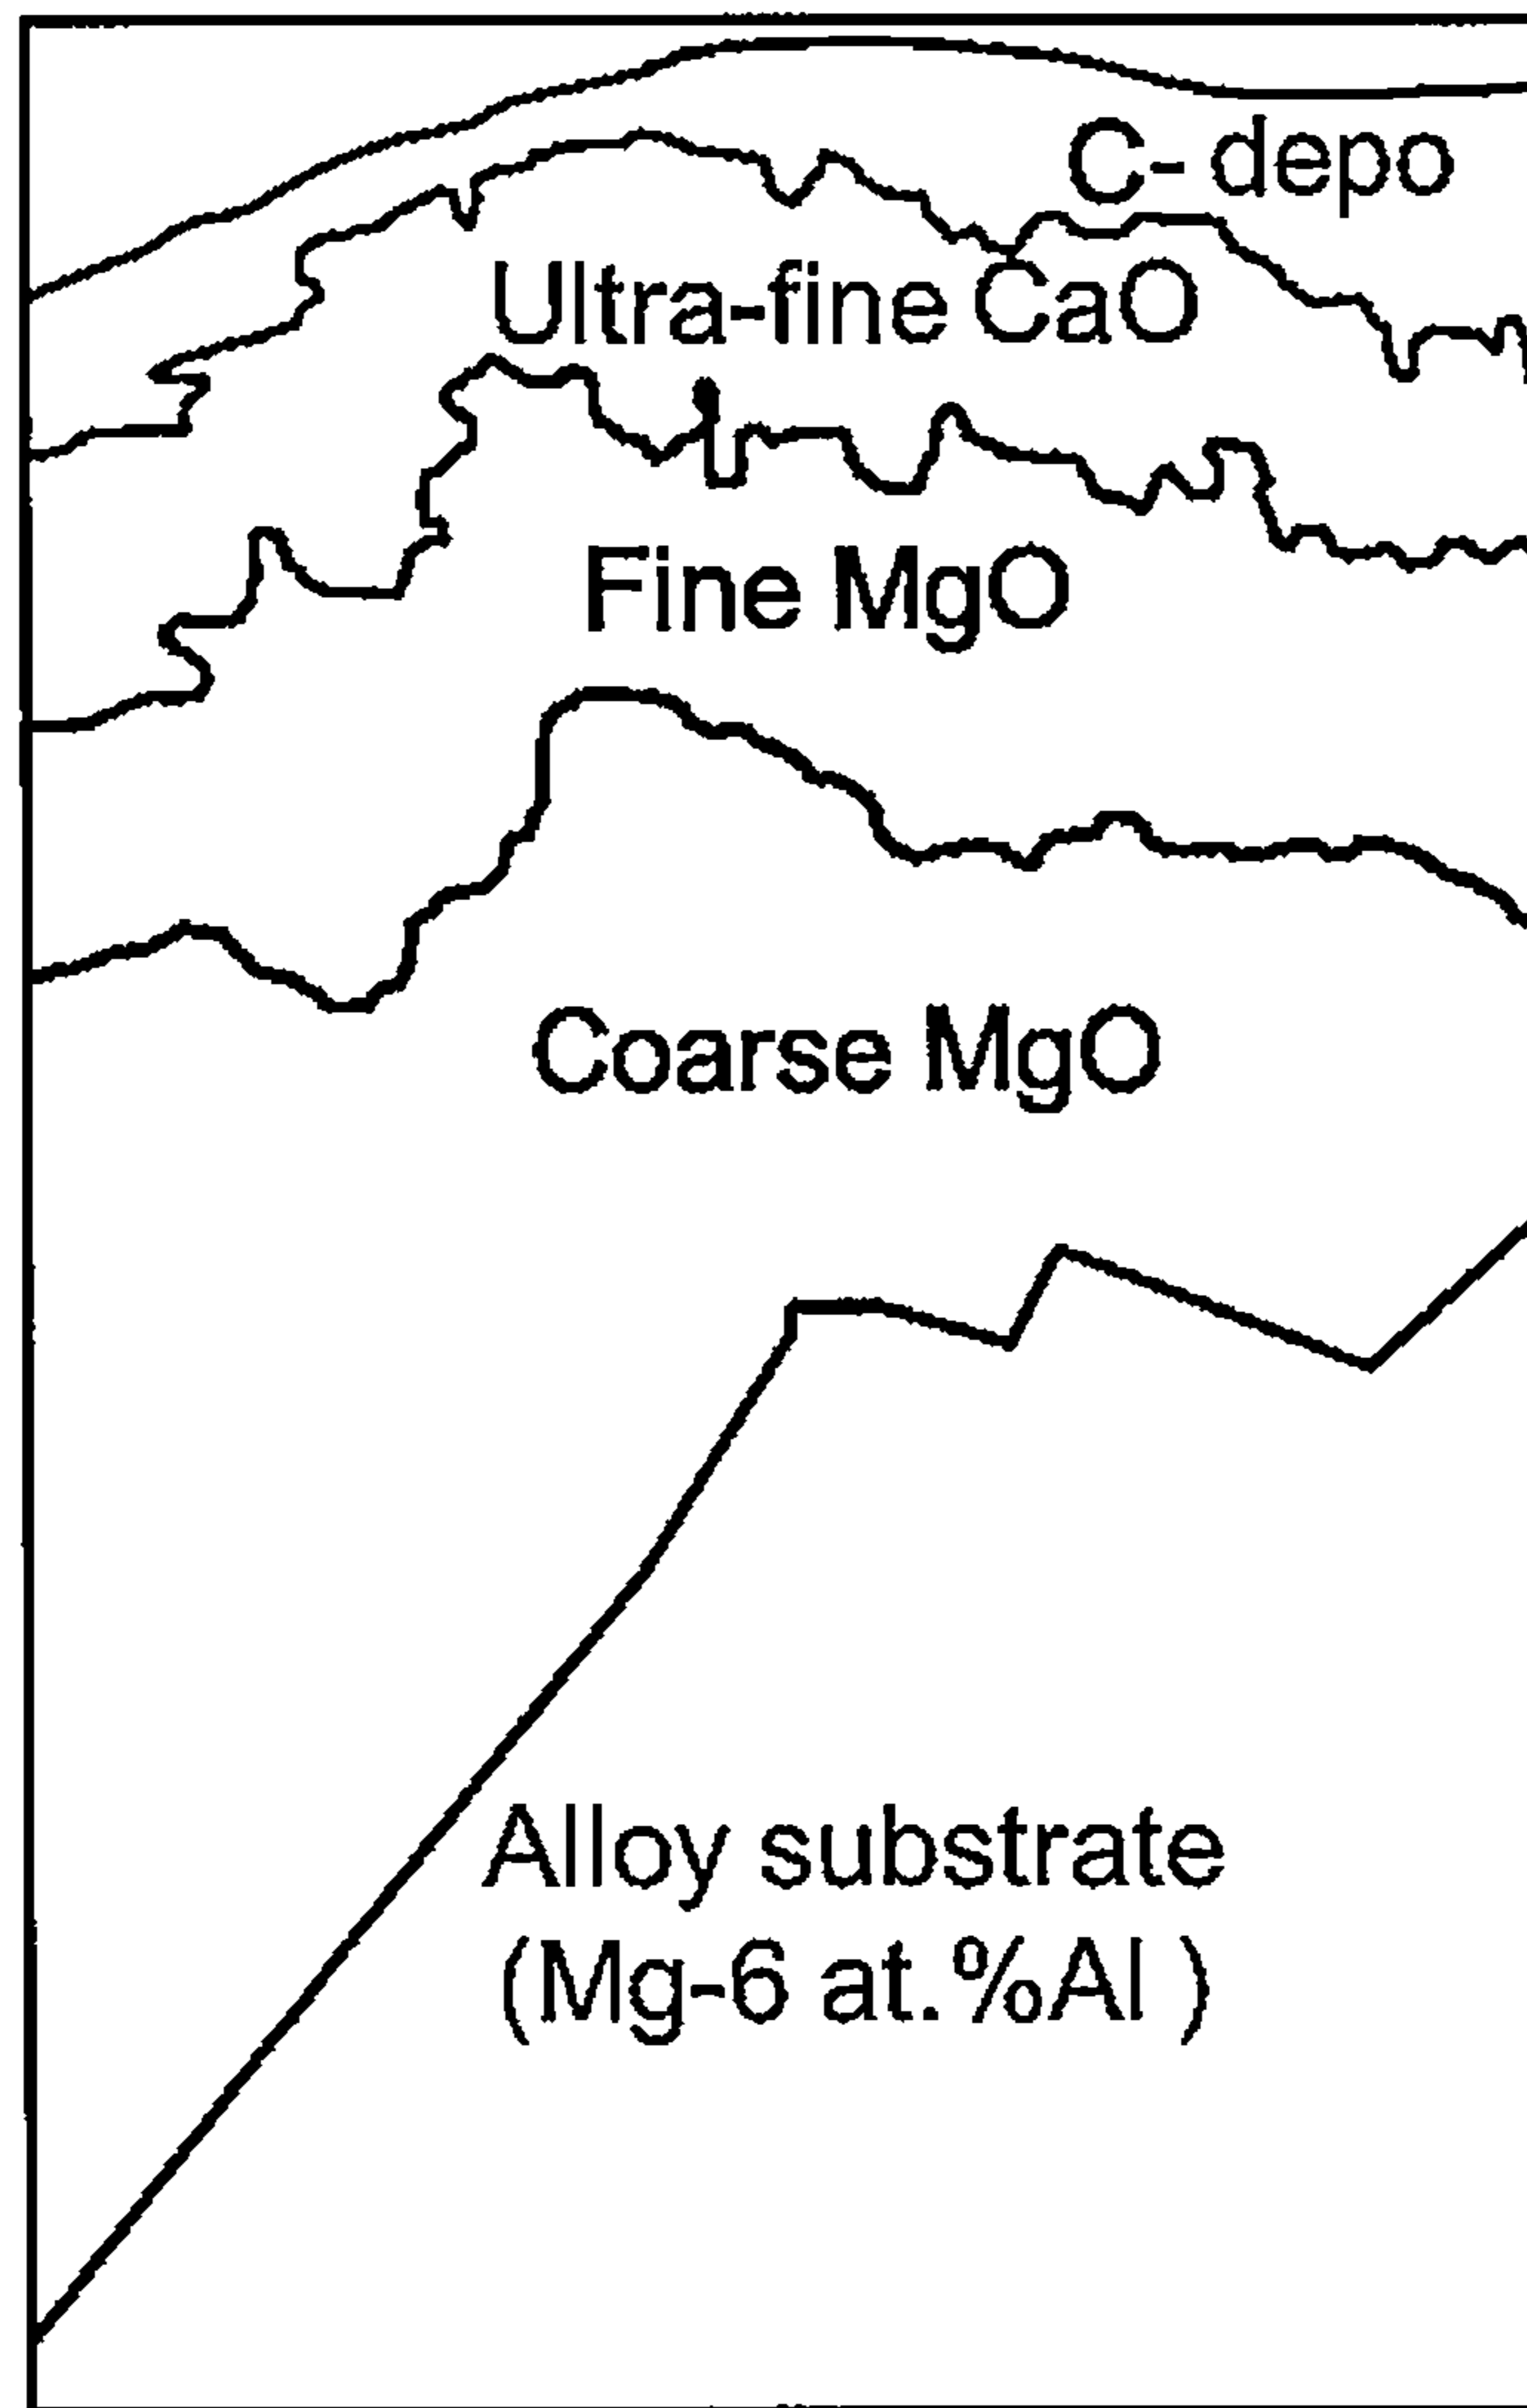 C- depo
Ultra-fine CaO
Fine MgO
Coarse MgO
Alloy substrate
(Mg-6 at.%Al )